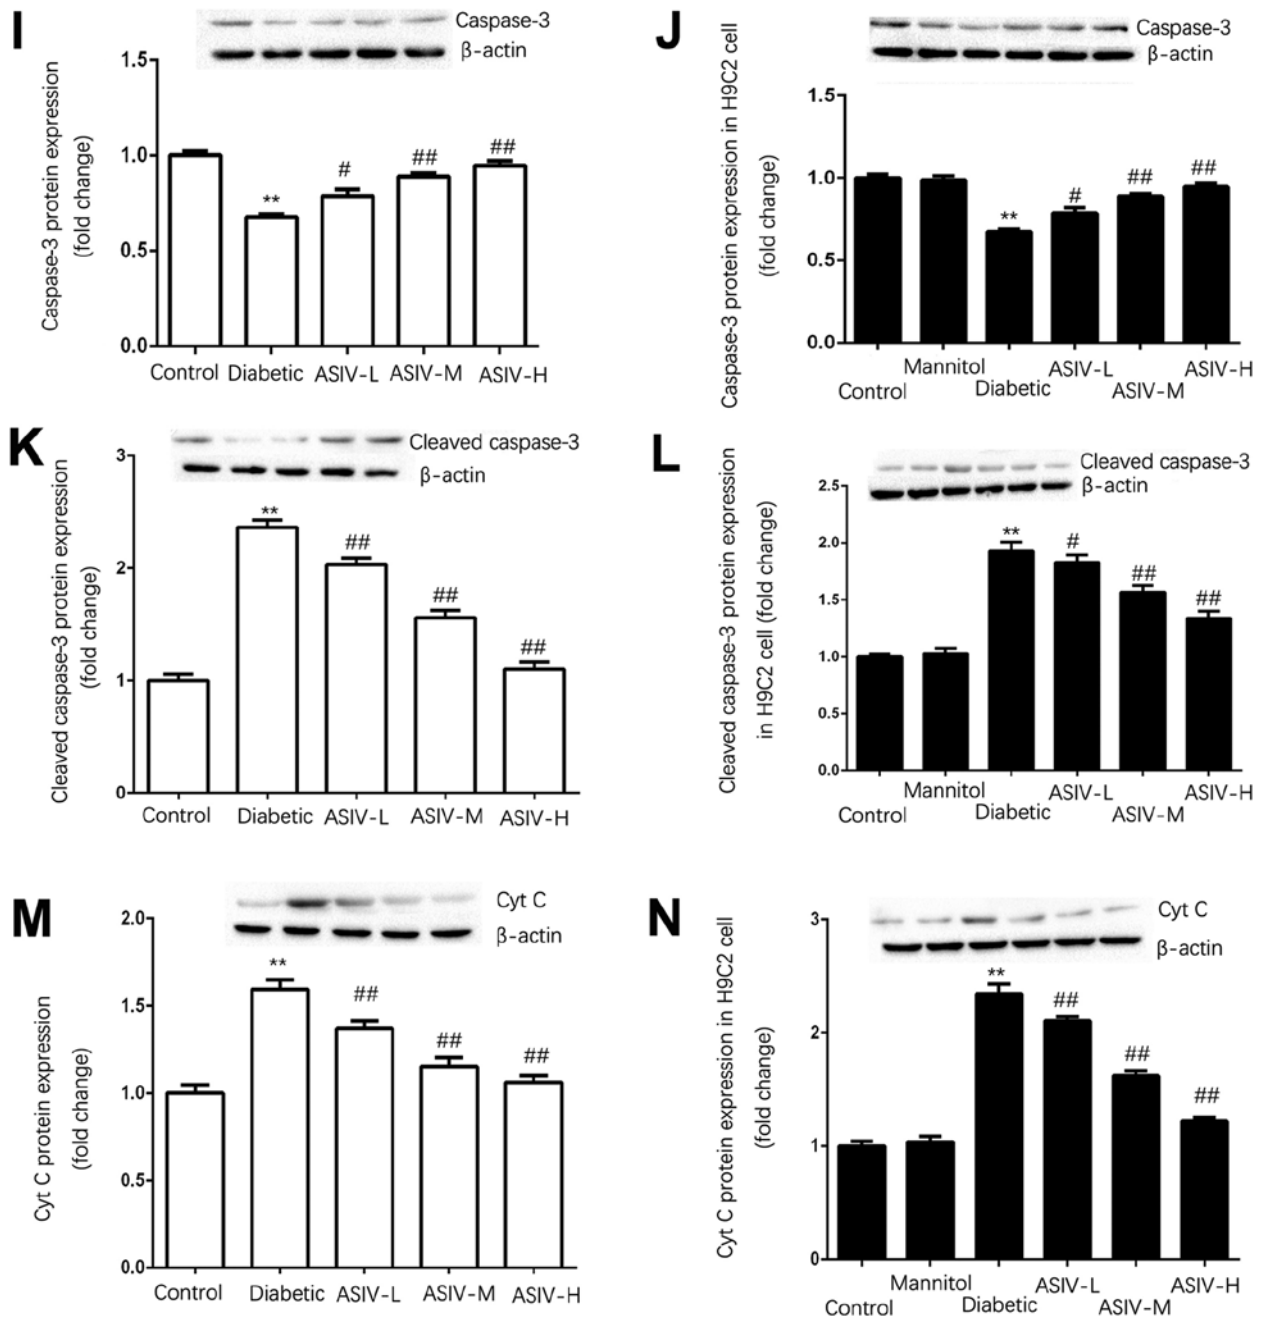 I
Caspase-3
β-actin
Caspase-3 protein expression
(fold change)
1.5
1.0
0.5
0.0
**
#
##
##
Control
Diabetic
ASIV-L
ASIV-M
ASIV-H
J
Caspase-3
β-actin
Caspase-3 protein expression in H9C2 cell
(fold change)
1.5
1.0
0.5
0.0
**
#
##
##
Control
Mannitol
Diabetic
ASIV-L
ASIV-M
ASIV-H
K
Cleaved caspase-3
β-actin
Cleaved caspase-3 protein expression
(fold change)
3
2
1
0
**
##
##
##
Control
Diabetic
ASIV-L
ASIV-M
ASIV-H
L
Cleaved caspase-3
β-actin
Cleaved caspase-3 protein expression
in H9C2 cell (fold change)
2.5
2.0
1.5
1.0
0.5
0.0
**
#
##
##
Control
Mannitol
Diabetic
ASIV-L
ASIV-M
ASIV-H
M
Cyt C
β-actin
Cyt C protein expression
(fold change)
2.0
1.5
1.0
0.5
0.0
**
##
##
##
Control
Diabetic
ASIV-L
ASIV-M
ASIV-H
N
Cyt C
β-actin
Cyt C protein expression in H9C2 cell
(fold change)
3
2
1
0
**
##
##
##
Control
Mannitol
Diabetic
ASIV-L
ASIV-M
ASIV-H